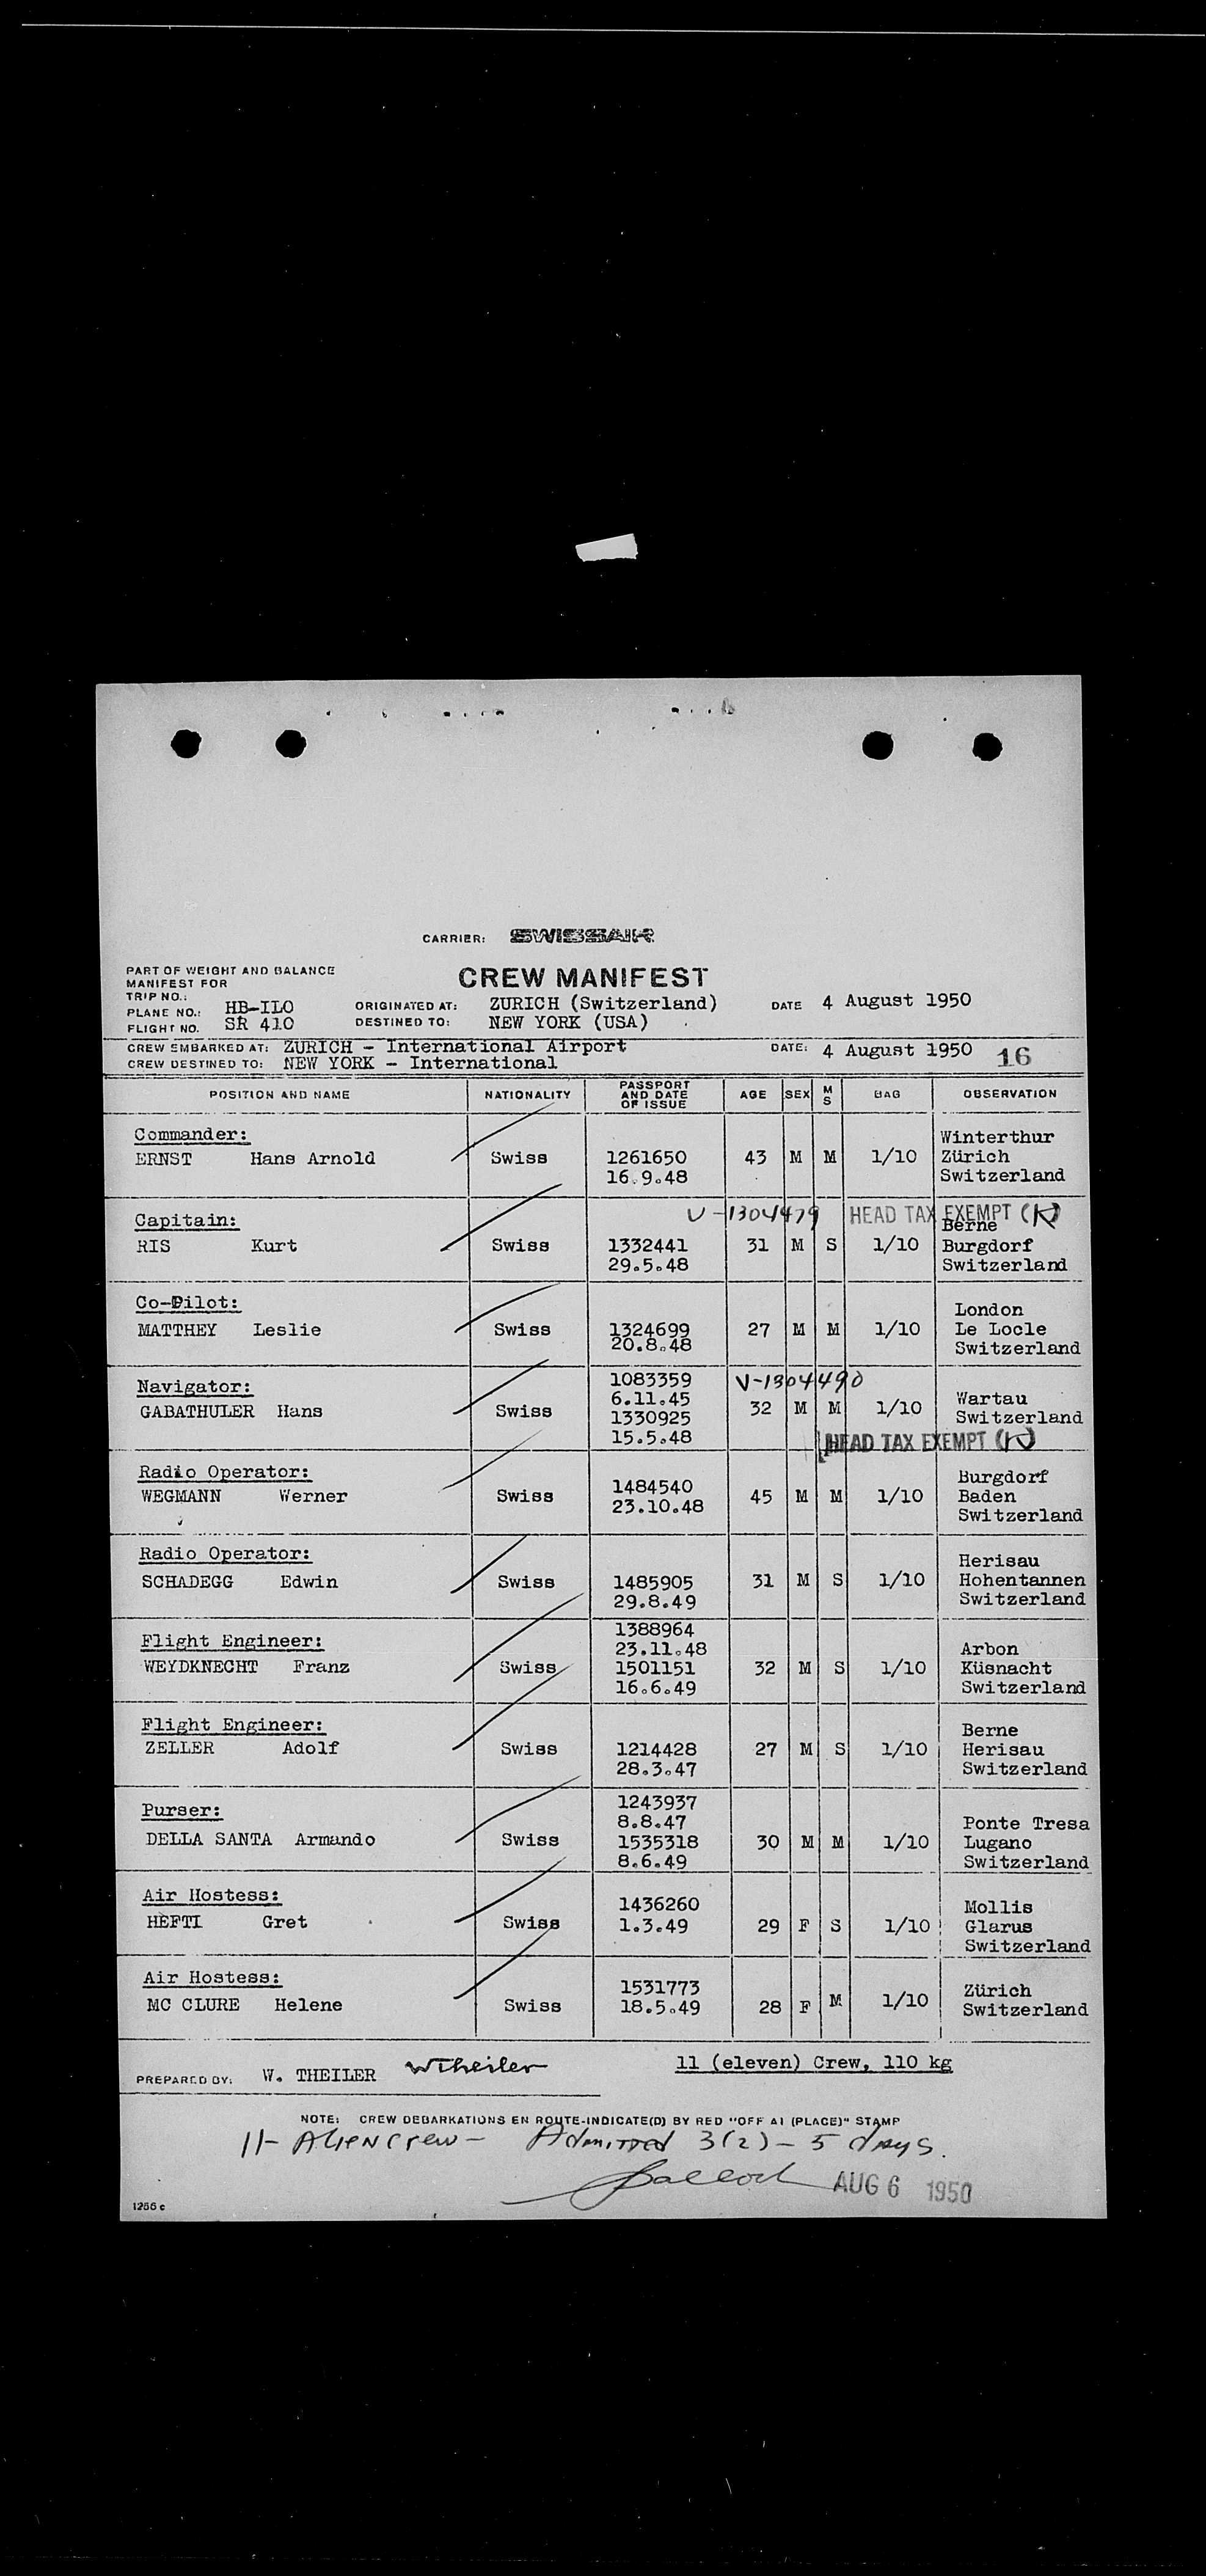 CARRIER: SWISSAIR
PART OF WEIGHT AND BALANCE
MANIFEST FOR
CREW MANIFEST
TRIP NO.:
PLANE NO.: HB-ILO ORIGINATED AT: ZURICH (Switzerland) DATE 4 August 1950
FLIGHT NO. SR 410 DESTINED TO: NEW YORK (USA)
CREW EMBARKED AT: ZURICH - International Airport DATE: 4 August 1950 16
CREW DESTINED TO: NEW YORK - International
POSITION AND NAME NATIONALITY PASSPORT AND DATE OF ISSUE AGE SEX M S BAG OBSERVATION
Commander: Winterthur
ERNST Hans Arnold Swiss 1261650 43 M M 1/10 Zürich
16.9.48 Switzerland
V-1304479 HEAD TAX EXEMPT (K)
Capitain: Berne
RIS Kurt Swiss 1332441 31 M S 1/10 Burgdorf
29.5.48 Switzerland
Co-Pilot: London
MATTHEY Leslie Swiss 1324699 27 M M 1/10 Le Locle
20.8.48 Switzerland
1083359 V-1304490
Navigator: 6.11.45 Wartau
GABATHULER Hans Swiss 1330925 32 M M 1/10 Switzerland
15.5.48 HEAD TAX EXEMPT (K)
Radio Operator: 1484540 Burgdorf
WEGMANN Werner Swiss 23.10.48 45 M M 1/10 Baden
Switzerland
Radio Operator: Herisau
SCHADEGG Edwin Swiss 1485905 31 M S 1/10 Hohentannen
29.8.49 Switzerland
1388964
Flight Engineer: 23.11.48 Arbon
WEYDKNECHT Franz Swiss 1501151 32 M S 1/10 Küsnacht
16.6.49 Switzerland
Flight Engineer: Berne
ZELLER Adolf Swiss 1214428 27 M S 1/10 Herisau
28.3.47 Switzerland
1243937
Purser: 8.8.47 Ponte Tresa
DELLA SANTA Armando Swiss 1535318 30 M M 1/10 Lugano
8.6.49 Switzerland
Air Hostess: 1436260 Mollis
HEFTI Gret Swiss 1.3.49 29 F S 1/10 Glarus
Switzerland
Air Hostess: 1531773 Zürich
MC CLURE Helene Swiss 18.5.49 28 F M 1/10 Switzerland
11 (eleven) Crew, 110 kg
PREPARED BY: W. THEILER WTheiler
NOTE: CREW DEBARKATIONS EN ROUTE-INDICATE(D) BY RED "OFF AT (PLACE)" STAMP
11- Alien Crew - Admitted 3(2) - 5 days.
AUG 6 1950
1256 c